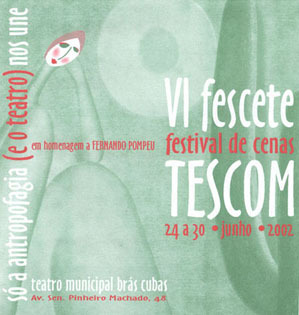 só a antropofagia (e o teatro) nos une
em homenagem a FERNANDO POMPEU
VI fescete
festival de cenas
TESCOM
24 a 30 • junho • 2002
teatro municipal brás cubas
Av. Sen. Pinheiro Machado, 48